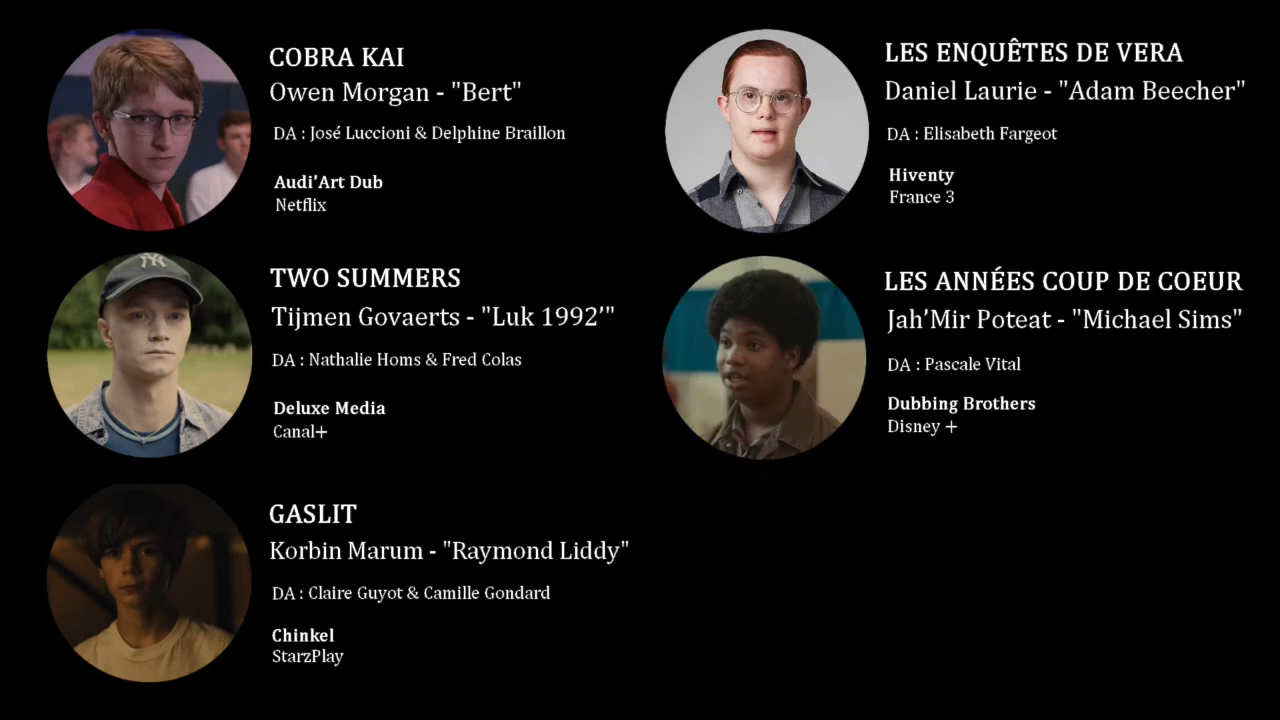 COBRA KAI
Owen Morgan - "Bert"
DA : José Luccioni & Delphine Braillon
Audi'Art Dub
Netflix
TWO SUMMERS
Tijmen Govaerts - "Luk 1992'"
DA : Nathalie Homs & Fred Colas
Deluxe Media
Canal+
GASLIT
Korbin Marum - "Raymond Liddy"
DA : Claire Guyot & Camille Gondard
Chinkel
StarzPlay
LES ENQUÊTES DE VERA
Daniel Laurie - "Adam Beecher"
DA : Elisabeth Fargeot
Hiventy
France 3
LES ANNÉES COUP DE COEUR
Jah'Mir Poteat - "Michael Sims"
DA : Pascale Vital
Dubbing Brothers
Disney +